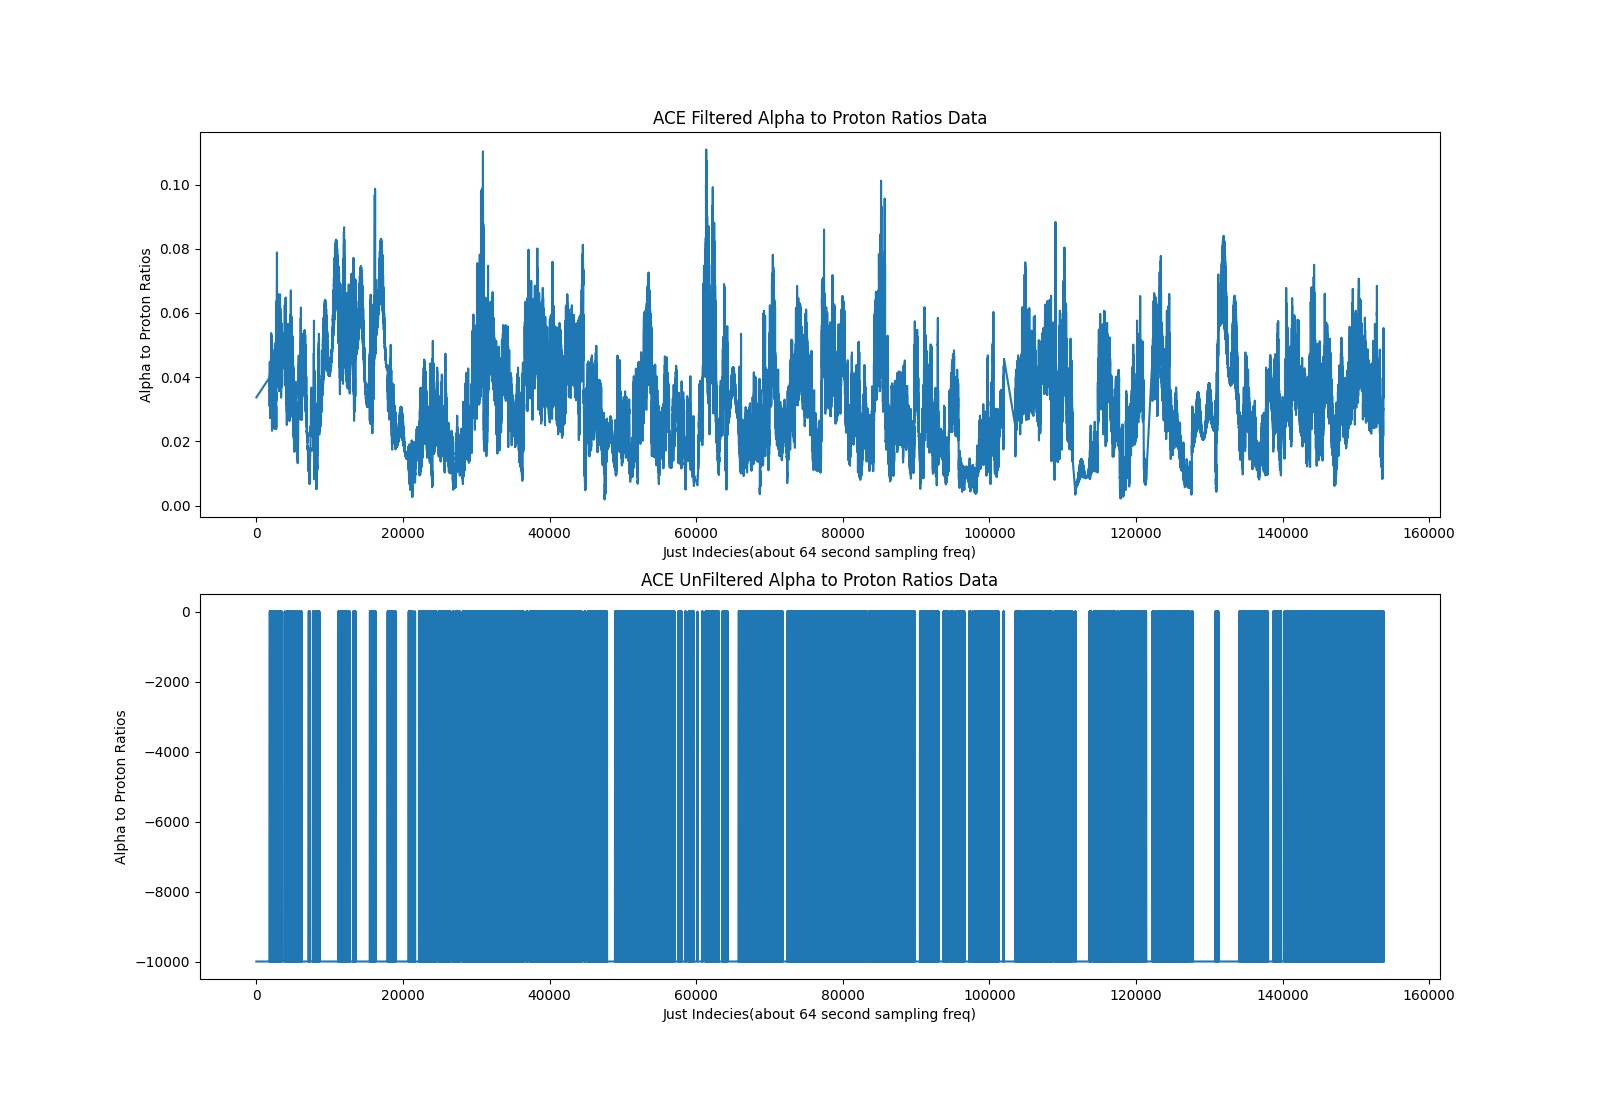 ACE Filtered Alpha to Proton Ratios Data
Alpha to Proton Ratios
0.10
0.08
0.06
0.04
0.02
0.00
0 20000 40000 60000 80000 100000 120000 140000 160000
Just Indecies(about 64 second sampling freq)
ACE UnFiltered Alpha to Proton Ratios Data
Alpha to Proton Ratios
0
−2000
−4000
−6000
−8000
−10000
0 20000 40000 60000 80000 100000 120000 140000 160000
Just Indecies(about 64 second sampling freq)